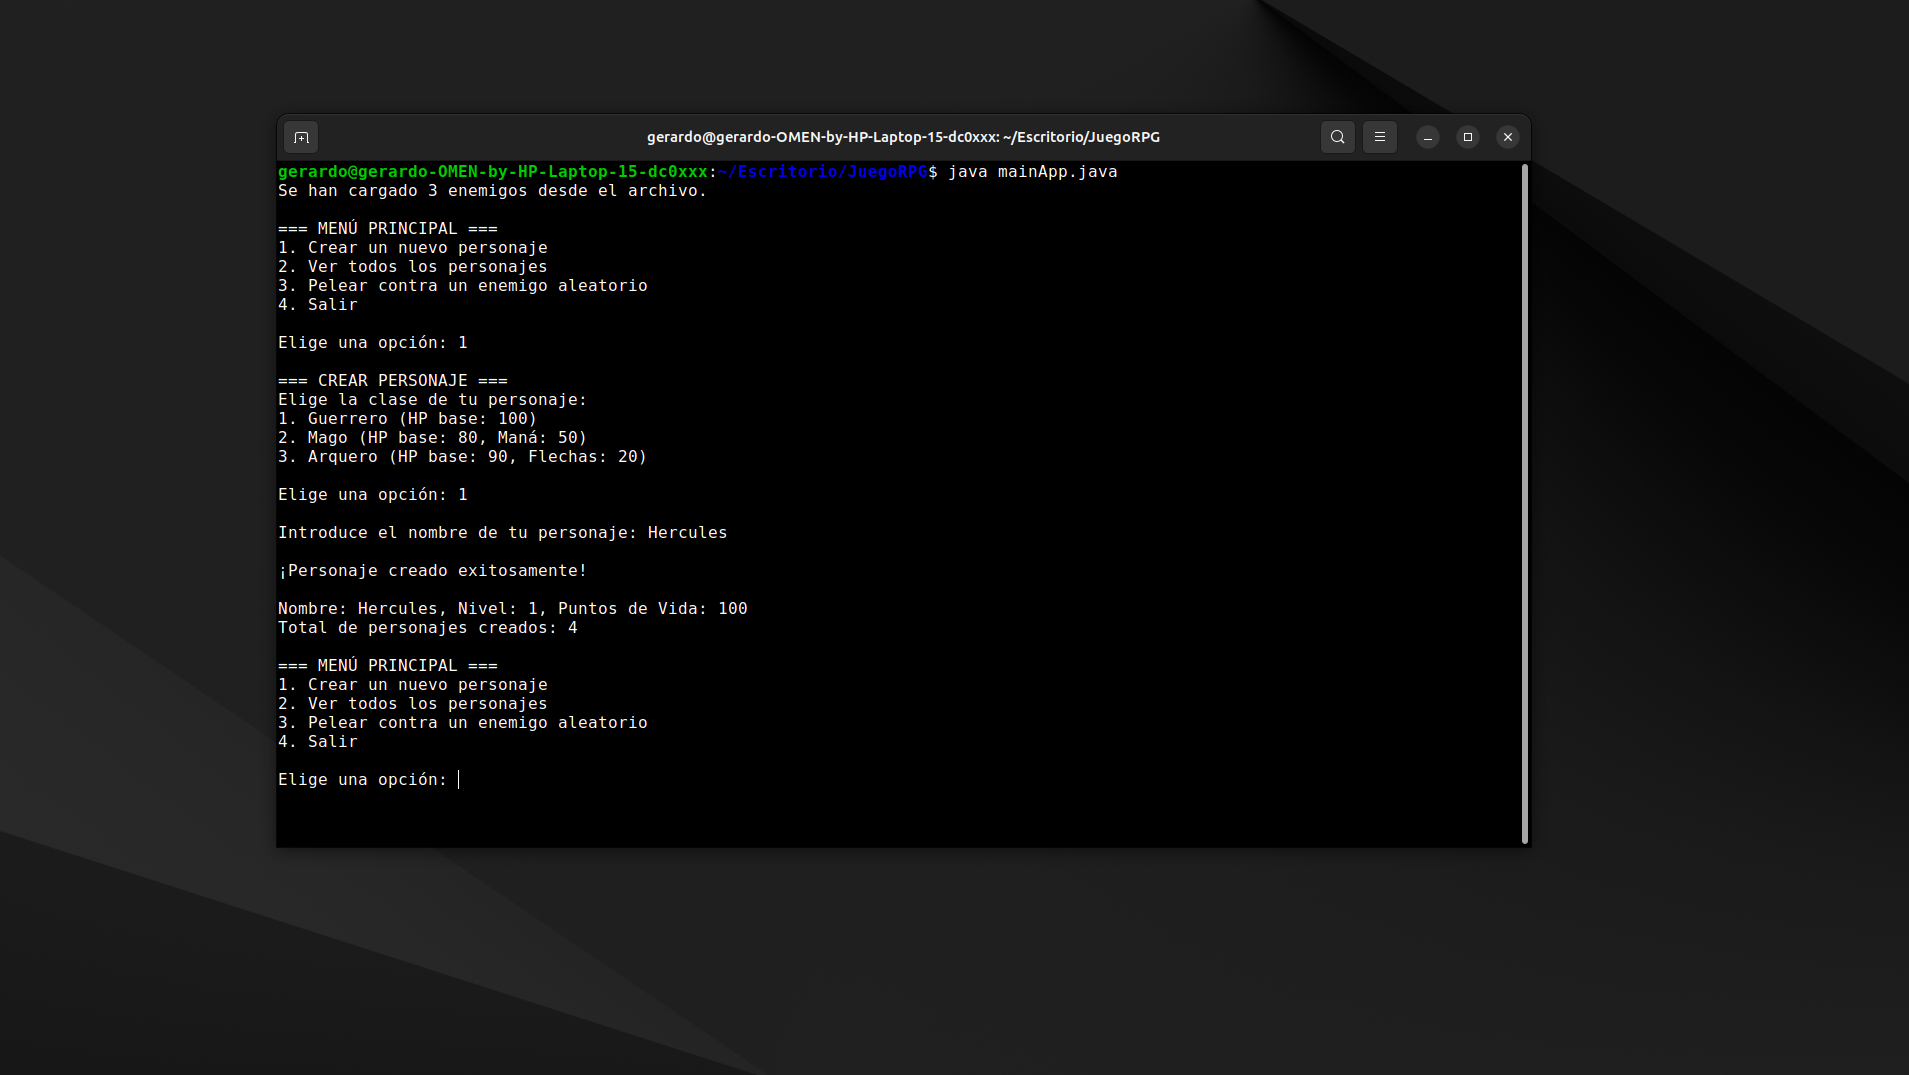 gerardo@gerardo-OMEN-by-HP-Laptop-15-dc0xxx: ~/Escritorio/JuegoRPG
gerardo@gerardo-OMEN-by-HP-Laptop-15-dc0xxx:~/Escritorio/JuegoRPG$ java mainApp.java
Se han cargado 3 enemigos desde el archivo.
=== MENÚ PRINCIPAL ===
1. Crear un nuevo personaje
2. Ver todos los personajes
3. Pelear contra un enemigo aleatorio
4. Salir
Elige una opción: 1
=== CREAR PERSONAJE ===
Elige la clase de tu personaje:
1. Guerrero (HP base: 100)
2. Mago (HP base: 80, Maná: 50)
3. Arquero (HP base: 90, Flechas: 20)
Elige una opción: 1
Introduce el nombre de tu personaje: Hercules
¡Personaje creado exitosamente!
Nombre: Hercules, Nivel: 1, Puntos de Vida: 100
Total de personajes creados: 4
=== MENÚ PRINCIPAL ===
1. Crear un nuevo personaje
2. Ver todos los personajes
3. Pelear contra un enemigo aleatorio
4. Salir
Elige una opción: